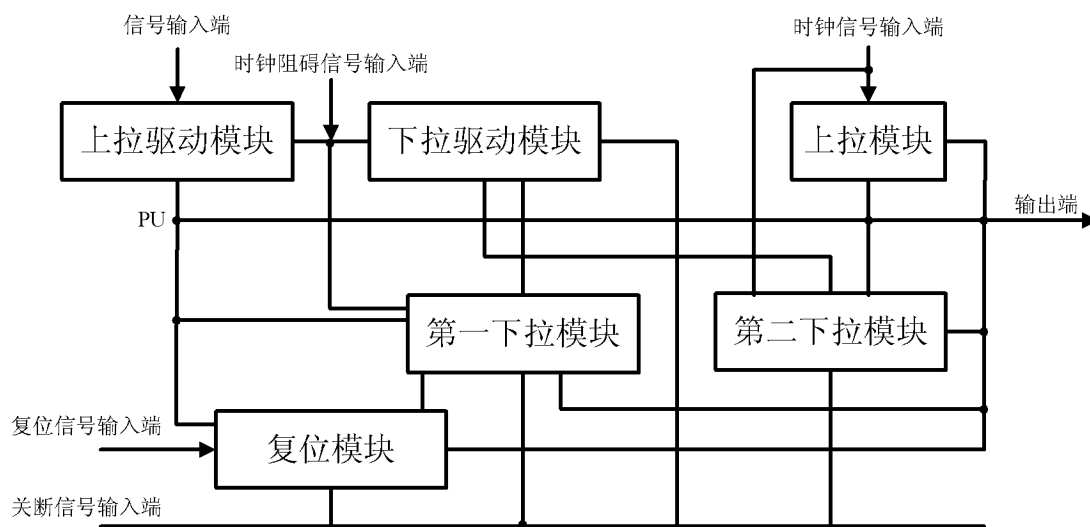 信号输入端
时钟信号输入端
时钟阻碍信号输入端
上拉驱动模块
下拉驱动模块
上拉模块
PU
输出端
第一下拉模块
第二下拉模块
复位信号输入端
复位模块
关断信号输入端